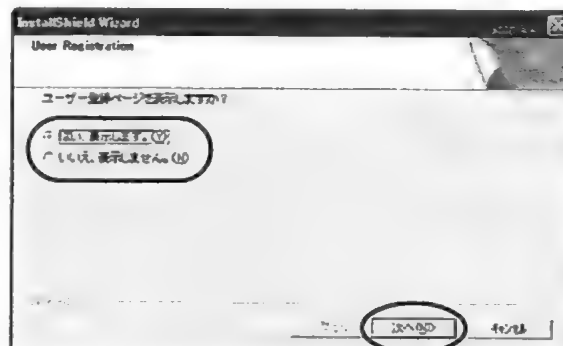 InstallShield Wizard
User Registration
ユーザー登録ページを表示しますか?
はい、表示します。(Y)
いいえ、表示しません。(N)
次へ(N)>
キャンセル